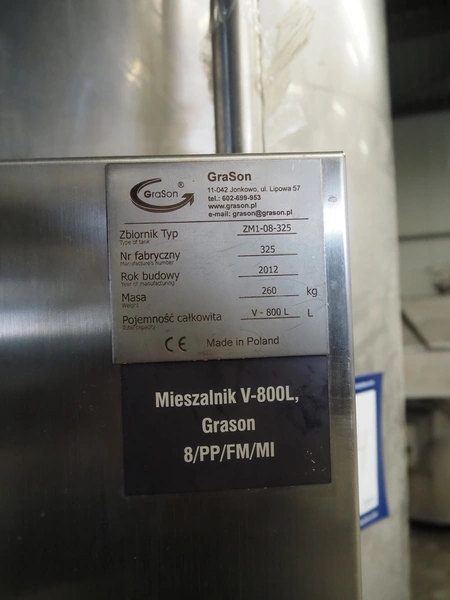 GraSon ®
GraSon
11-042 Jonkowo, ul. Lipowa 57
tel.: 602-699-953
www.grason.pl
e-mail: grason@grason.pl
Zbiornik Typ ZM1-08-325
Type of tank
Nr fabryczny 325
Manufacture's number
Rok budowy 2012
Year of manufacturing
Masa 260 kg
Weight
Pojemność całkowita V - 800 L L
Total capacity
CE Made in Poland
Mieszalnik V-800L,
Grason
8/PP/FM/MI